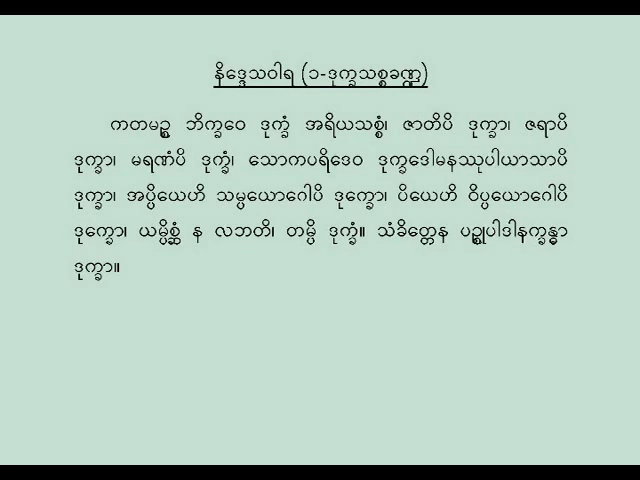 နိဒ္ဒေသဝါရ (၁-ဒုက္ခသစ္စခဏ္ဍ)
ကတမဉ္စ ဘိက္ခဝေ ဒုက္ခံ အရိယသစ္စံ၊ ဇာတိပိ ဒုက္ခာ၊ ဇရာပိ
ဒုက္ခာ၊ မရဏံပိ ဒုက္ခံ၊ သောကပရိဒေဝ ဒုက္ခဒေါမနဿုပါယာသာပိ
ဒုက္ခာ၊ အပ္ပိယေဟိ သမ္ပယောဂေါပိ ဒုက္ခော၊ ပိယေဟိ ဝိပ္ပယောဂေါပိ
ဒုက္ခော၊ ယမ္ပိစ္ဆံ န လဘတိ၊ တမ္ပိ ဒုက္ခံ။ သံခိတ္တေန ပဉ္စုပါဒါနက္ခန္ဓာ
ဒုက္ခာ။